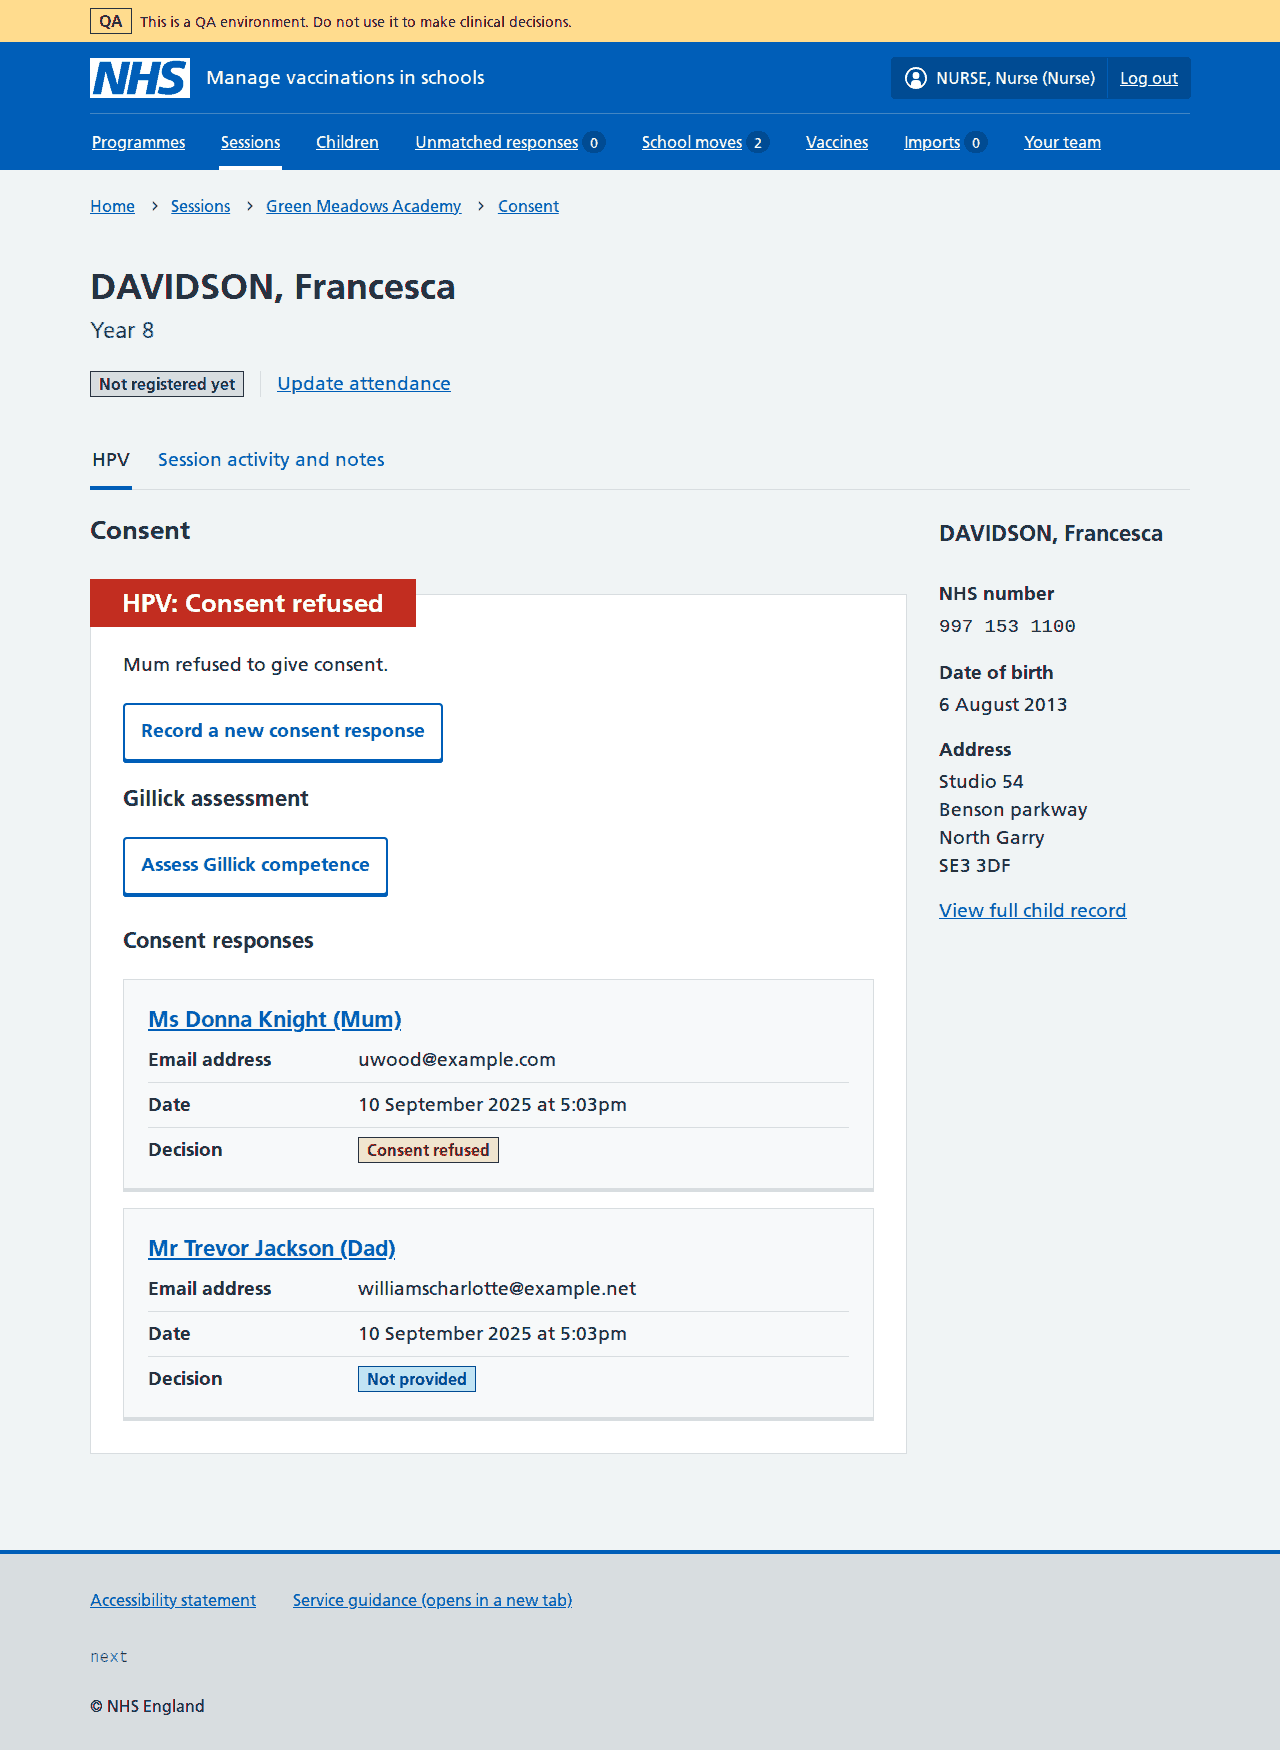 QA This is a QA environment. Do not use it to make clinical decisions.
NHS Manage vaccinations in schools NURSE, Nurse (Nurse) Log out
Programmes Sessions Children Unmatched responses 0 School moves 2 Vaccines Imports 0 Your team
Home > Sessions > Green Meadows Academy > Consent
DAVIDSON, Francesca
Year 8
Not registered yet Update attendance
HPV Session activity and notes
Consent
HPV: Consent refused
Mum refused to give consent.
Record a new consent response
Gillick assessment
Assess Gillick competence
Consent responses
Ms Donna Knight (Mum)
Email address uwood@example.com
Date 10 September 2025 at 5:03pm
Decision Consent refused
Mr Trevor Jackson (Dad)
Email address williamscharlotte@example.net
Date 10 September 2025 at 5:03pm
Decision Not provided
DAVIDSON, Francesca
NHS number
997 153 1100
Date of birth
6 August 2013
Address
Studio 54
Benson parkway
North Garry
SE3 3DF
View full child record
Accessibility statement Service guidance (opens in a new tab)
next
© NHS England